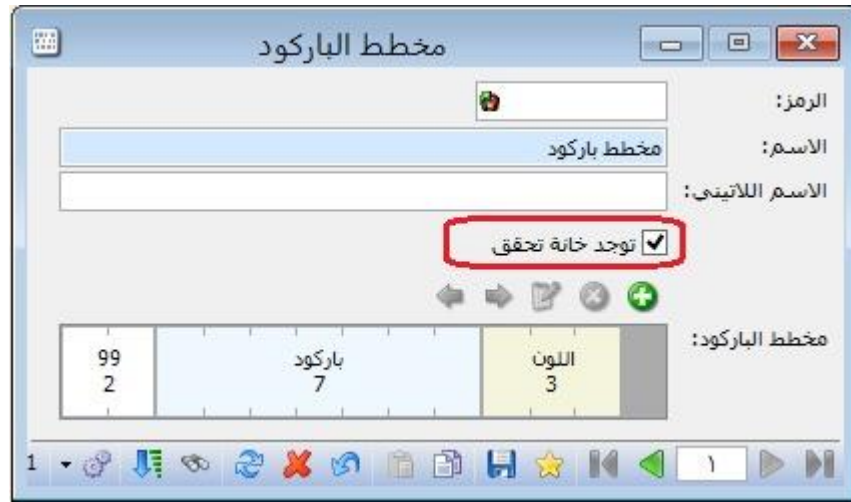 مخطط الباركود
الرمز:
الاسم: مخطط باركود
الاسم اللاتيني:
توجد خانة تحقق
مخطط الباركود:
99 باركود اللون
2 7 3
1 ١